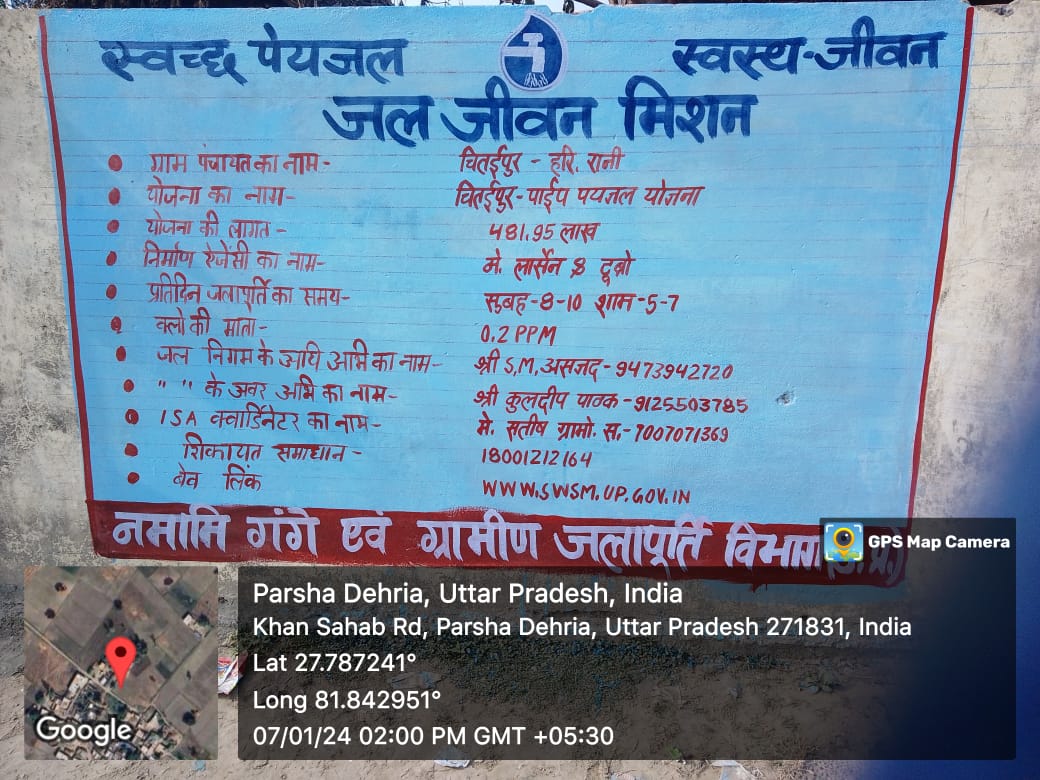 स्वच्छ पेयजल स्वस्थ-जीवन
जल जीवन मिशन
• ग्राम पंचायत का नाम- चितईपुर - हरि. रानी
• योजना का नाम- चितईपुर-पाईप पयजल योजना
• योजना की लागत - 481.95 लाख
• निर्माण ऐजेंसी का नाम- मे. लार्सेन & टूब्रो
• प्रतिदिन जलापूर्ति का समय- सुबह-8-10 शाम-5-7
• क्लो की मात्रा- 0.2 PPM
• जल निगम के आधि अभि का नाम- श्री S.M. असजद-9473942720
• " " के अवर अभि का नाम- श्री कुलदीप पाठक-9125503785
• ISA क्वार्डिनेटर का नाम- मे. सतीष ग्रामो. स.-7007071369
• शिकायत समाधान- 18001212164
• बेव लिंक WWW.SWSM.UP.GOV.IN
नमामि गंगे एवं ग्रामीण जलापूर्ति विभाग
GPS Map Camera
Parsha Dehria, Uttar Pradesh, India
Khan Sahab Rd, Parsha Dehria, Uttar Pradesh 271831, India
Lat 27.787241°
Long 81.842951°
07/01/24 02:00 PM GMT +05:30
Google